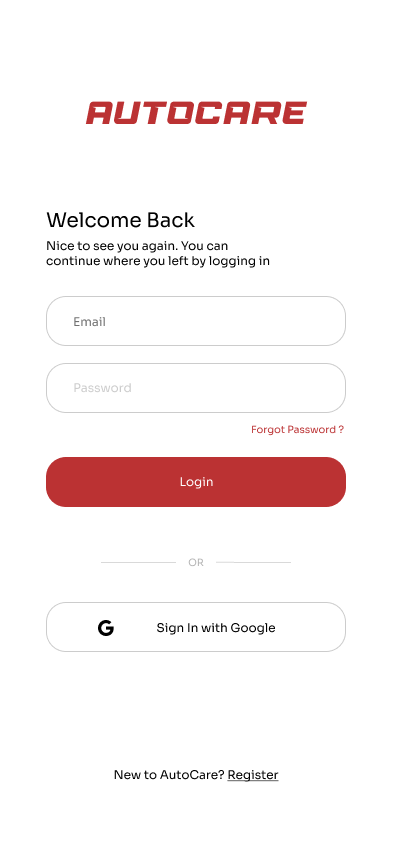 AUTOCARE
Welcome Back
Nice to see you again. You can
continue where you left by logging in
Email
Password
Forgot Password ?
Login
OR
Sign In with Google
New to AutoCare? Register